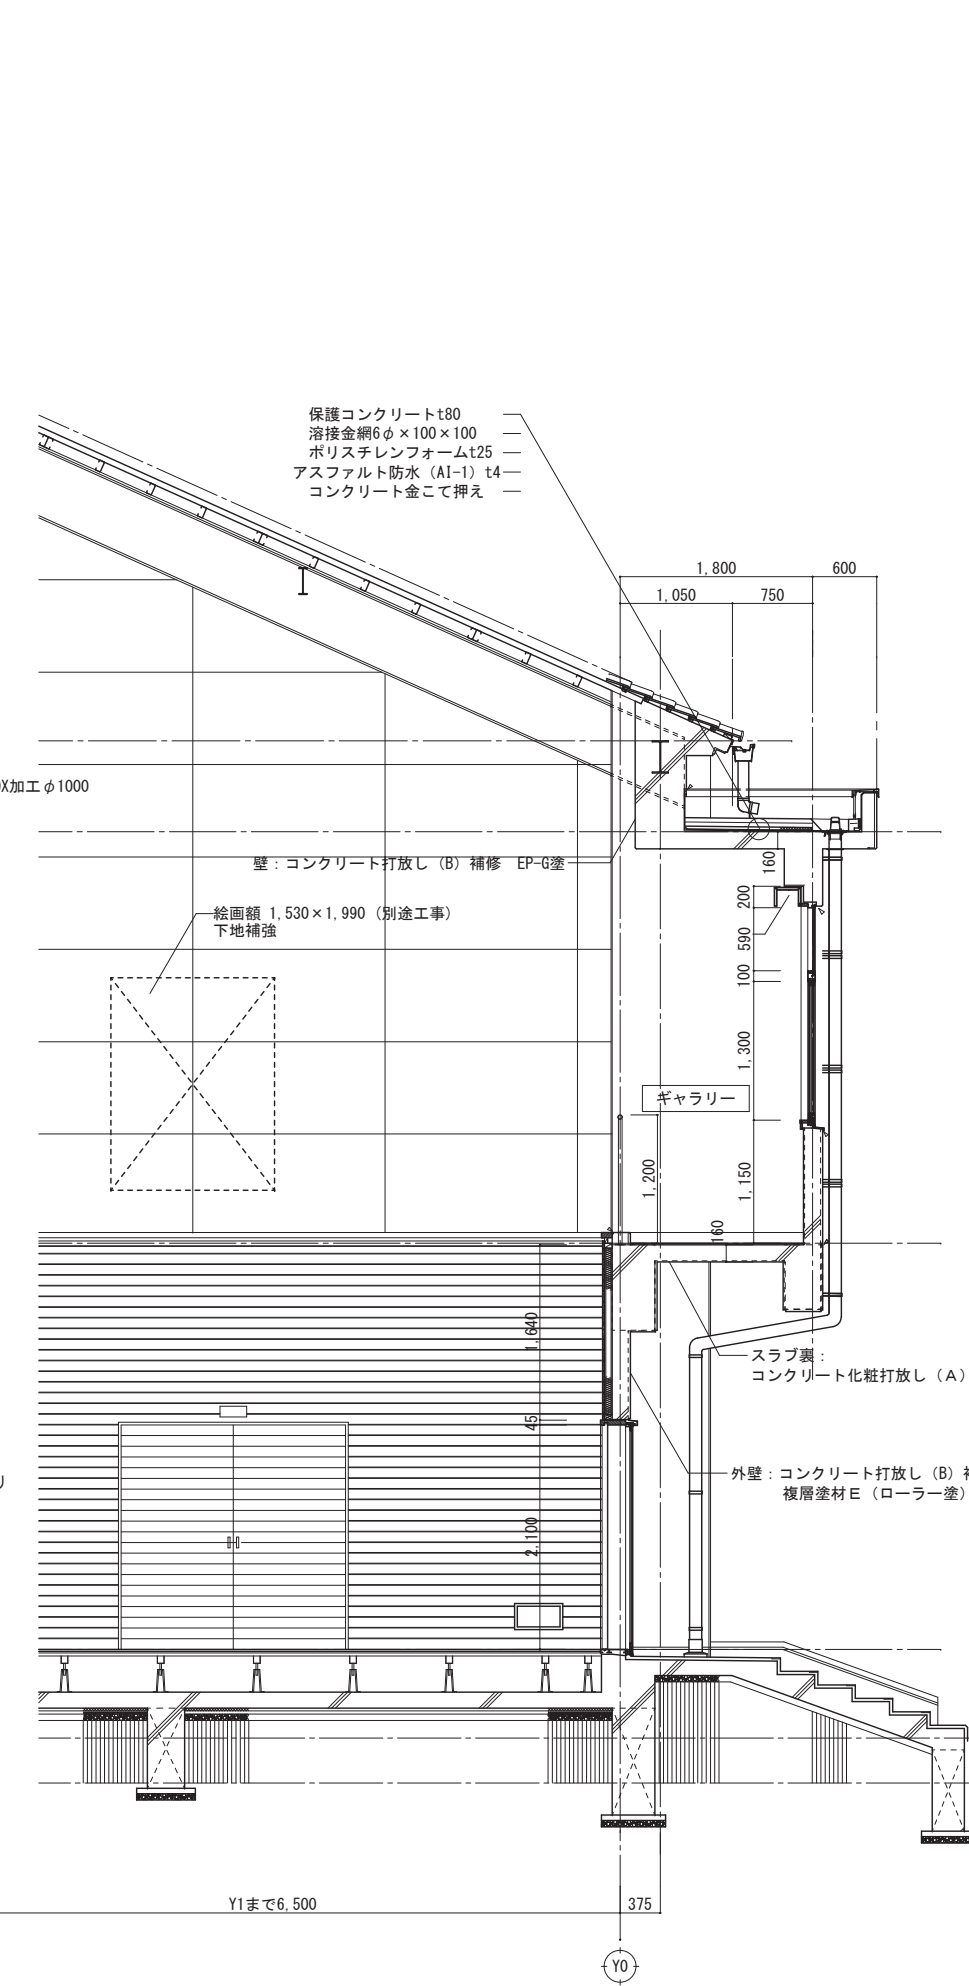 保護コンクリートt80
溶接金網6φ×100×100
ポリスチレンフォームt25
アスファルト防水（AI-1）t4
コンクリート金こて押え
1,800
600
1,050
750
X加工φ1000
壁：コンクリート打放し（B）補修　EP-G塗
160
200
絵画額 1,530×1,990（別途工事）
下地補強
590
100
1,300
ギャラリー
1,200
1,150
160
1,640
スラブ裏：
コンクリート化粧打放し（A）
45
外壁：コンクリート打放し（B）補
複層塗材E（ローラー塗）
り
2,100
Y1まで6,500
375
Y0